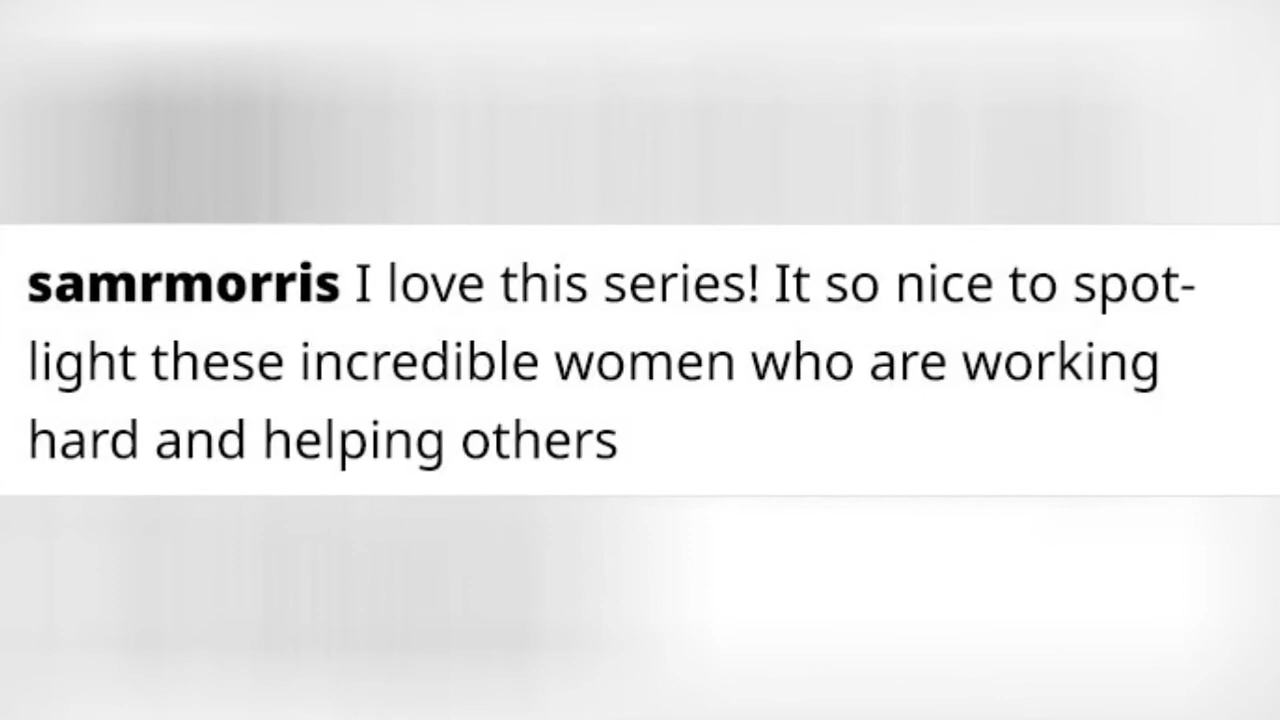 samrmorris I love this series! It so nice to spot-
light these incredible women who are working
hard and helping others